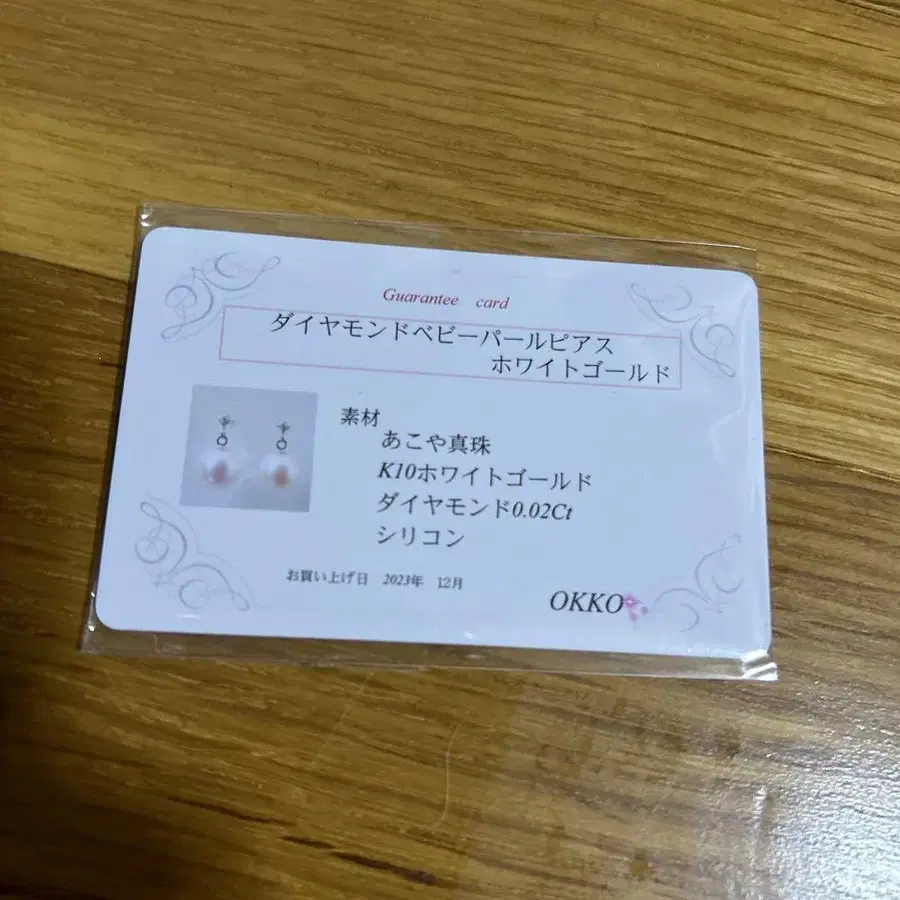 Guarantee card
ダイヤモンドベビーパールピアス
ホワイトゴールド
素材
あこや真珠
K10ホワイトゴールド
ダイヤモンド0.02Ct
シリコン
お買い上げ日 2023年 12月
OKKO